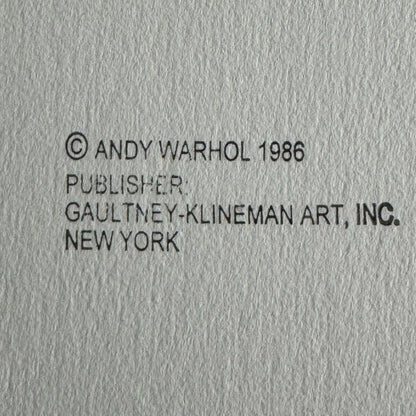 © ANDY WARHOL 1986
PUBLISHER:
GAULTNEY-KLINEMAN ART, INC.
NEW YORK